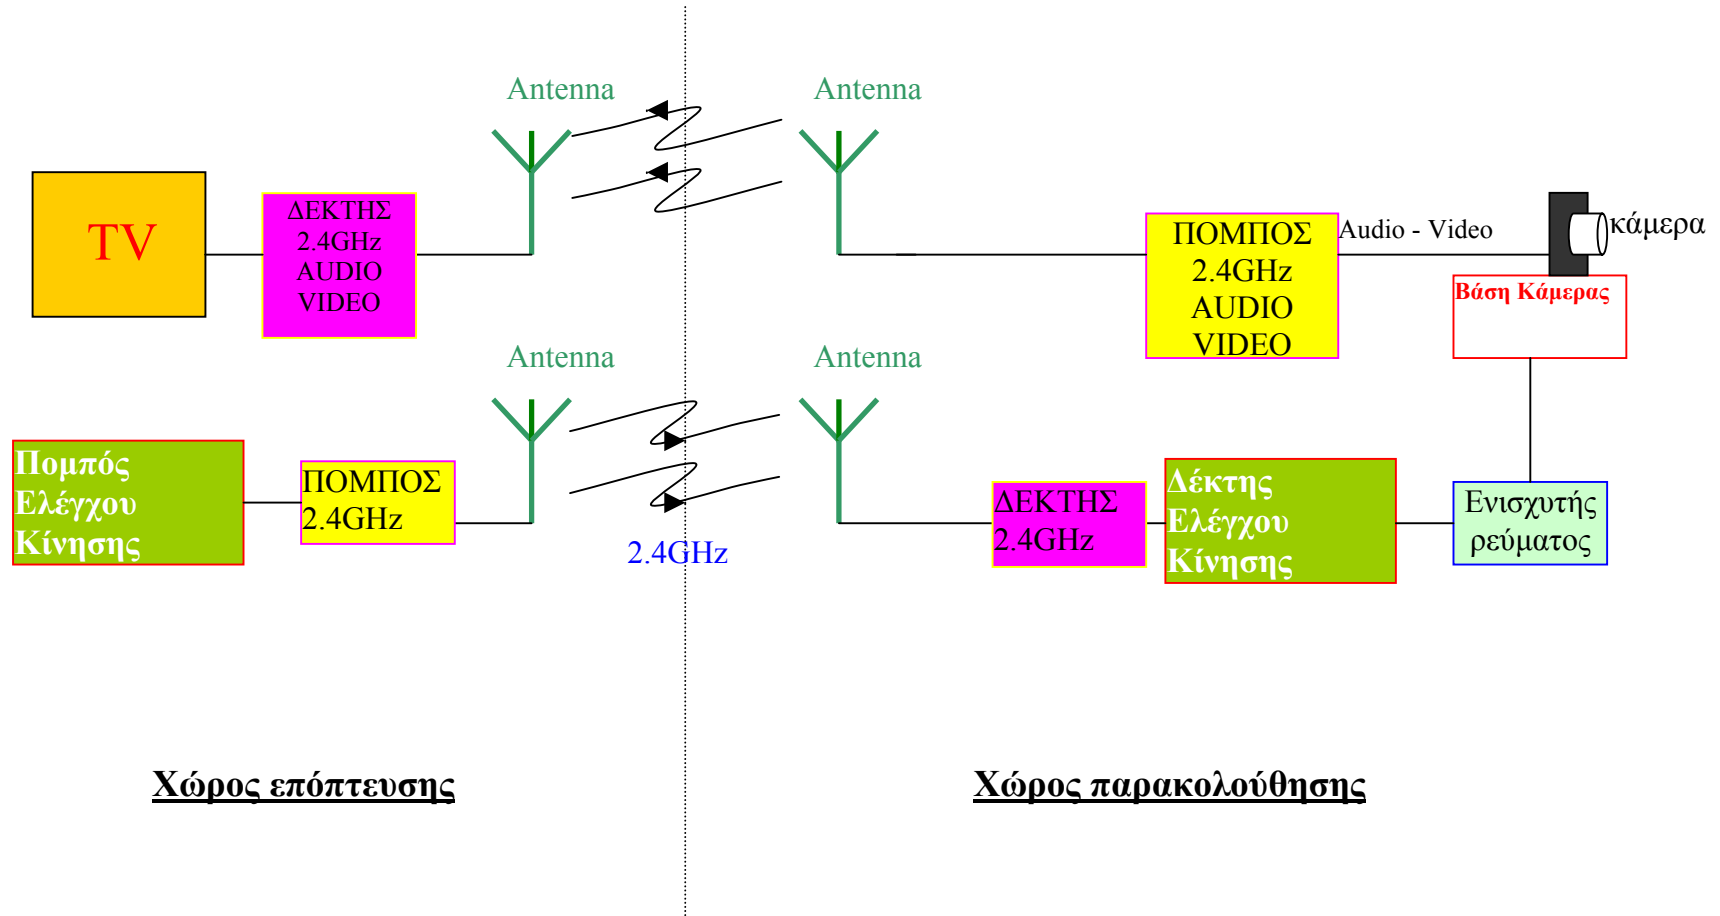 Antenna
Antenna
TV
ΔΕΚΤΗΣ
2.4GHz
AUDIO
VIDEO
ΠΟΜΠΟΣ
2.4GHz
AUDIO
VIDEO
Audio - Video
κάμερα
Βάση Κάμερας
Antenna
Antenna
Πομπός
Ελέγχου
Κίνησης
ΠΟΜΠΟΣ
2.4GHz
2.4GHz
ΔΕΚΤΗΣ
2.4GHz
Δέκτης
Ελέγχου
Κίνησης
Ενισχυτής
ρεύματος
Χώρος επόπτευσης
Χώρος παρακολούθησης